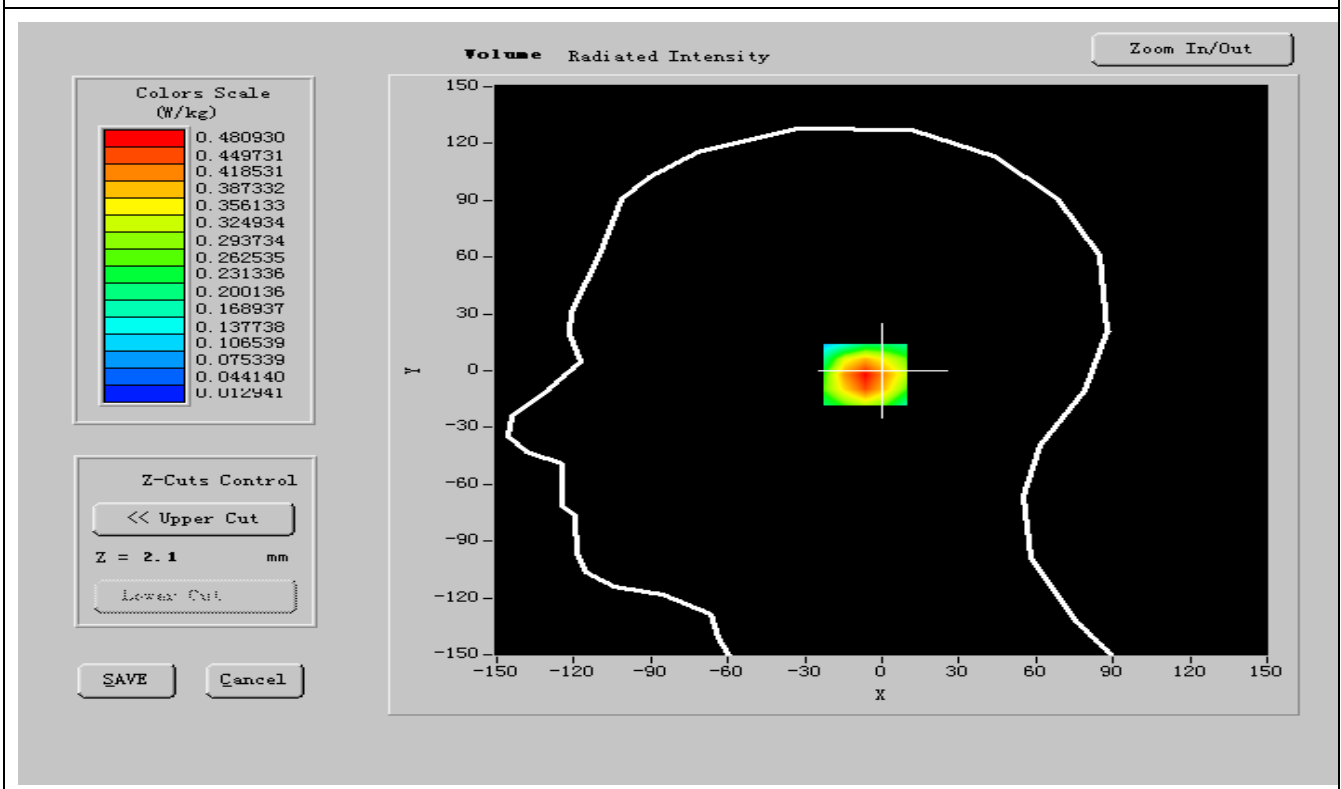 Volume Radiated Intensity
Zoom In/Out
Colors Scale
(W/kg)
0.480930
0.449731
0.418531
0.387332
0.356133
0.324934
0.293734
0.262535
0.231336
0.200136
0.168937
0.137738
0.106539
0.075339
0.044140
0.012941
Z-Cuts Control
<< Upper Cut
Z = 2.1 mm
Lower Cut
SAVE Cancel
150
120
90
60
30
0
-30
-60
-90
-120
-150
Y
-150 -120 -90 -60 -30 0 30 60 90 120 150
X